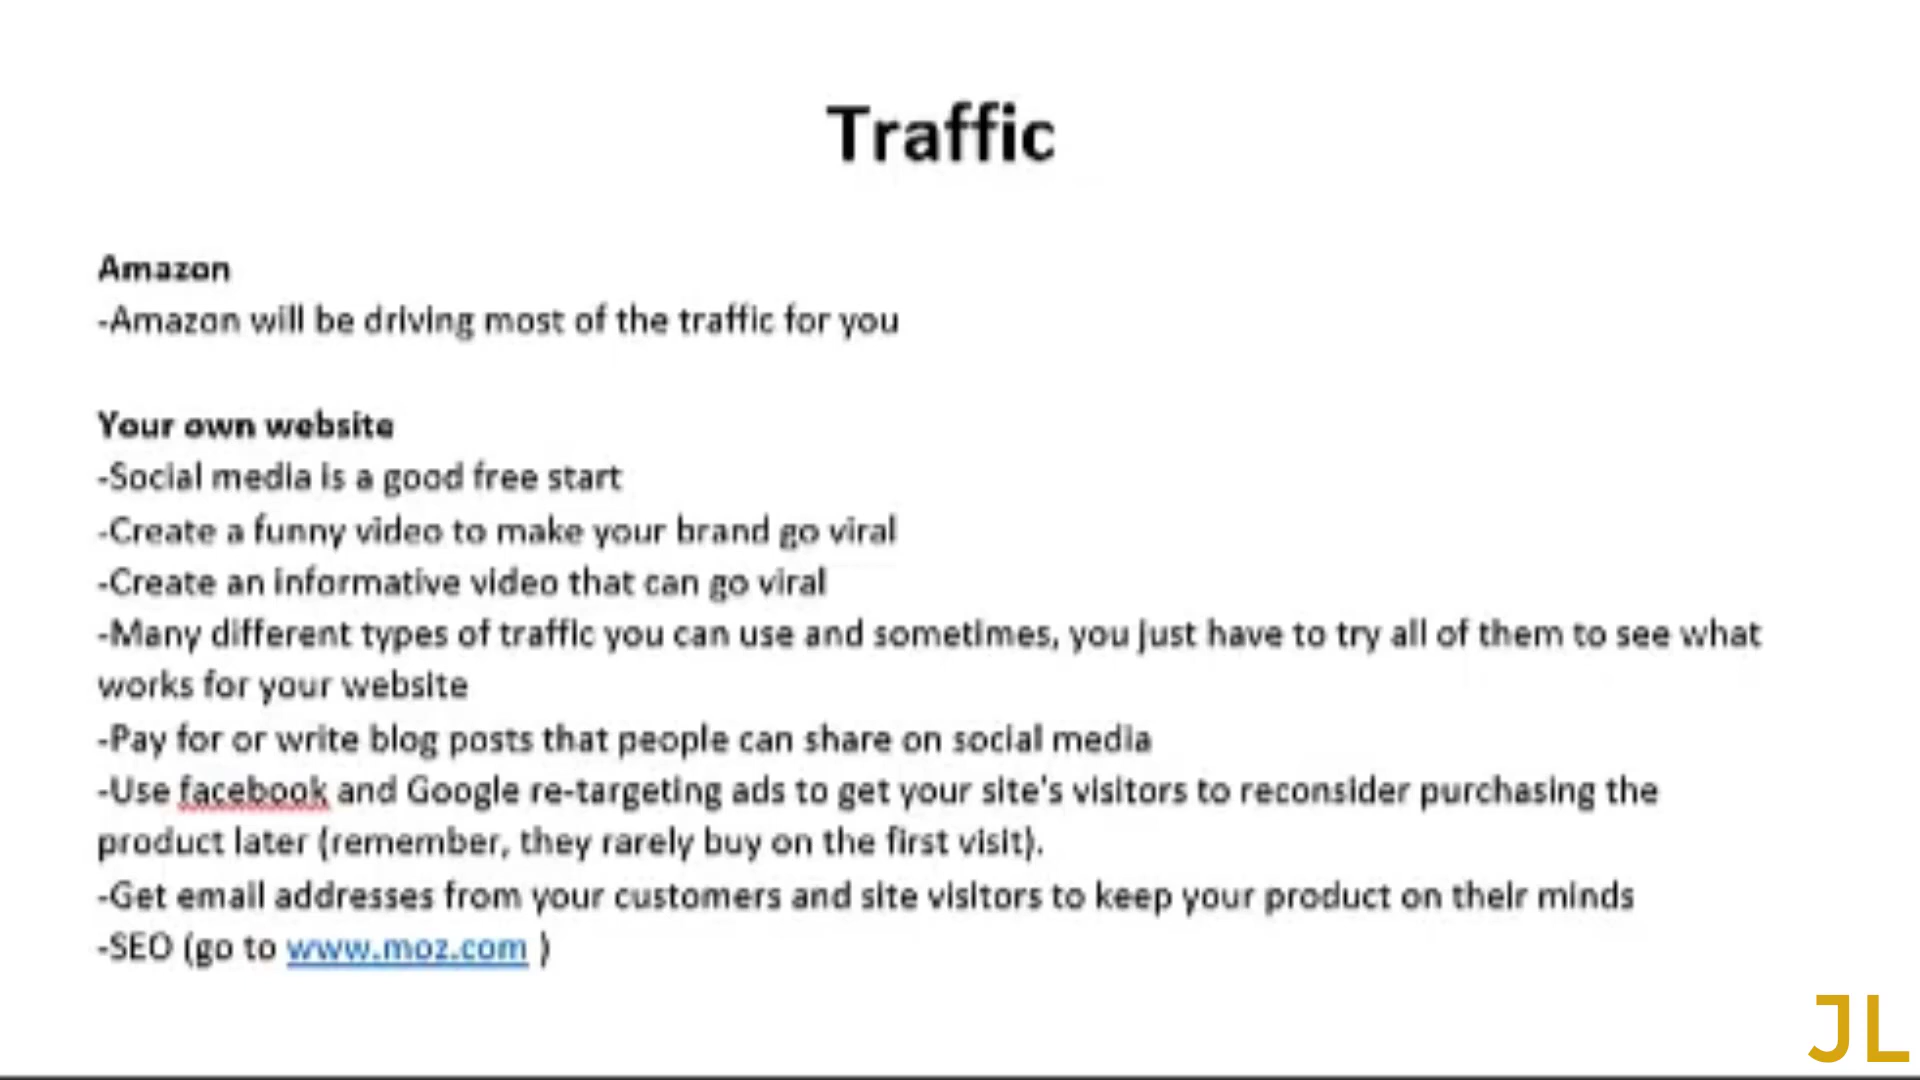 Traffic
Amazon
-Amazon will be driving most of the traffic for you
Your own website
-Social media is a good free start
-Create a funny video to make your brand go viral
-Create an informative video that can go viral
-Many different types of traffic you can use and sometimes, you just have to try all of them to see what
works for your website
-Pay for or write blog posts that people can share on social media
-Use facebook and Google re-targeting ads to get your site's visitors to reconsider purchasing the
product later (remember, they rarely buy on the first visit).
-Get email addresses from your customers and site visitors to keep your product on their minds
-SEO (go to www.moz.com )
JL